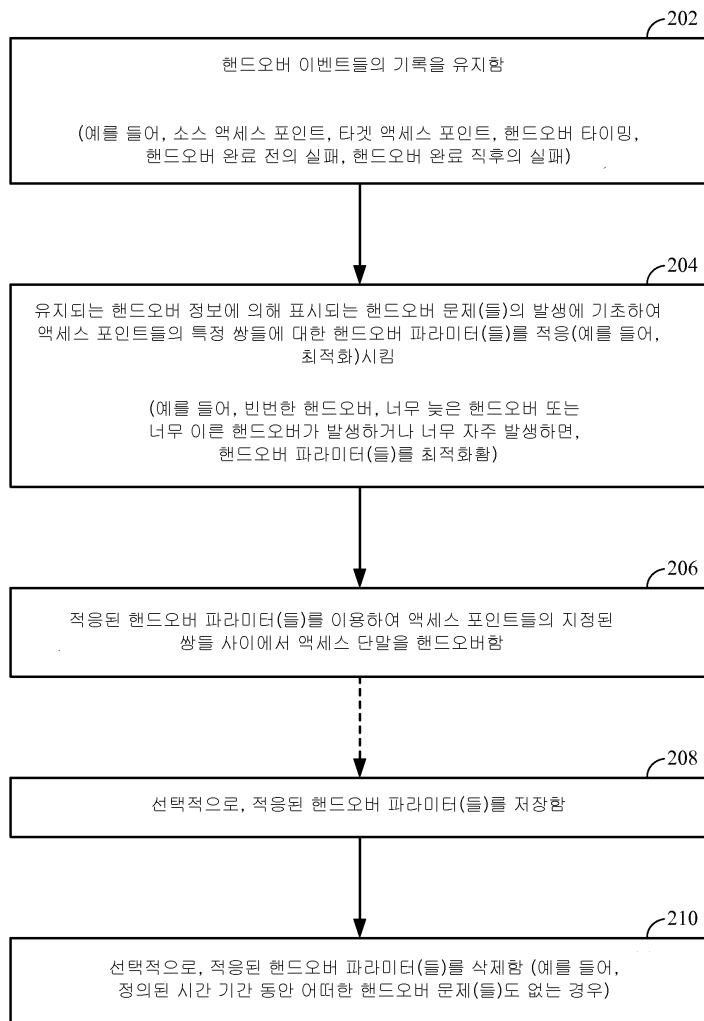 202
핸드오버 이벤트들의 기록을 유지함
(예를 들어, 소스 액세스 포인트, 타겟 액세스 포인트, 핸드오버 타이밍,
핸드오버 완료 전의 실패, 핸드오버 완료 직후의 실패)
204
유지되는 핸드오버 정보에 의해 표시되는 핸드오버 문제(들)의 발생에 기초하여
액세스 포인트들의 특정 쌍들에 대한 핸드오버 파라미터(들)를 적응(예를 들어,
최적화)시킴
(예를 들어, 빈번한 핸드오버, 너무 늦은 핸드오버 또는
너무 이른 핸드오버가 발생하거나 너무 자주 발생하면,
핸드오버 파라미터(들)를 최적화함)
206
적응된 핸드오버 파라미터(들)를 이용하여 액세스 포인트들의 지정된
쌍들 사이에서 액세스 단말을 핸드오버함
208
선택적으로, 적응된 핸드오버 파라미터(들)를 저장함
210
선택적으로, 적응된 핸드오버 파라미터(들)를 삭제함 (예를 들어,
정의된 시간 기간 동안 어떠한 핸드오버 문제(들)도 없는 경우)